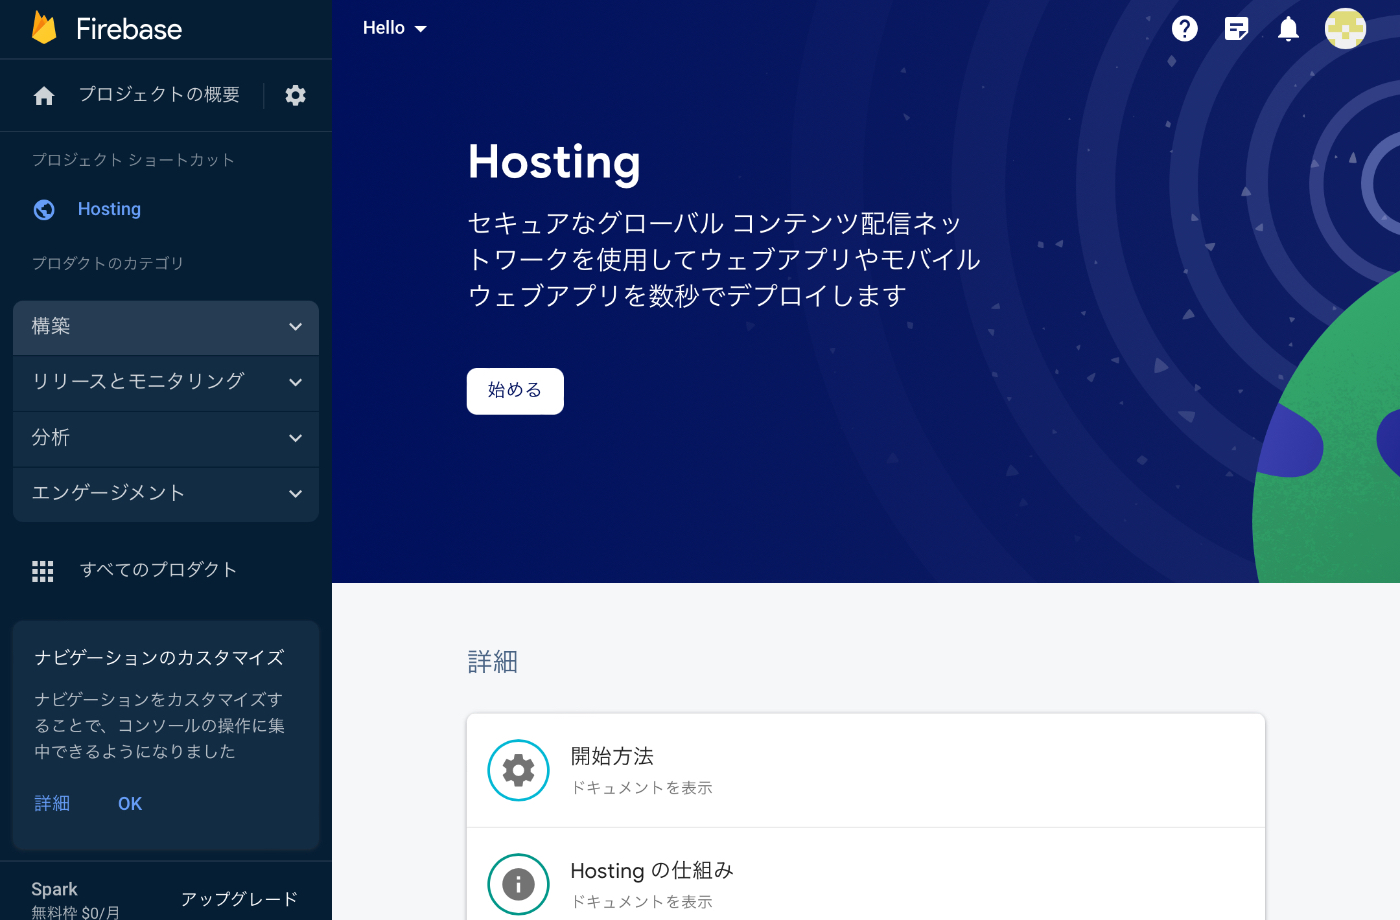 Firebase
プロジェクトの概要
プロジェクト ショートカット
Hosting
プロダクトのカテゴリ
構築
リリースとモニタリング
分析
エンゲージメント
すべてのプロダクト
ナビゲーションのカスタマイズ
ナビゲーションをカスタマイズす
ることで、コンソールの操作に集
中できるようになりました
詳細
OK
Spark
無料枠 $0/月
アップグレード
Hello
Hosting
セキュアなグローバル コンテンツ配信ネッ
トワークを使用してウェブアプリやモバイル
ウェブアプリを数秒でデプロイします
始める
詳細
開始方法
ドキュメントを表示
Hosting の仕組み
ドキュメントを表示